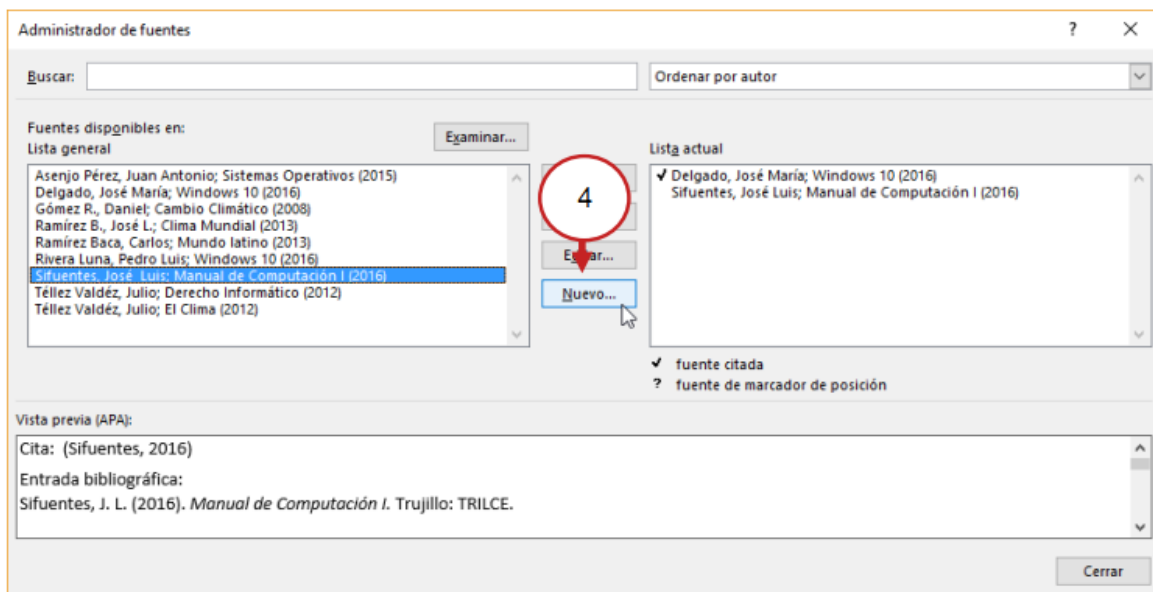 Administrador de fuentes ?
Buscar: Ordenar por autor
Fuentes disponibles en:
Lista general
Examinar...
Lista actual
Asenjo Pérez, Juan Antonio; Sistemas Operativos (2015)
Delgado, José María; Windows 10 (2016)
Gómez R., Daniel; Cambio Climático (2008)
Ramírez B., José L.; Clima Mundial (2013)
Ramírez Baca, Carlos; Mundo latino (2013)
Rivera Luna, Pedro Luis; Windows 10 (2016)
Sifuentes, José Luis; Manual de Computación I (2016)
Téllez Valdéz, Julio; Derecho Informático (2012)
Téllez Valdéz, Julio; El Clima (2012)
4
Nuevo...
✓ Delgado, José María; Windows 10 (2016)
Sifuentes, José Luis; Manual de Computación I (2016)
✓ fuente citada
? fuente de marcador de posición
Vista previa (APA):
Cita: (Sifuentes, 2016)
Entrada bibliográfica:
Sifuentes, J. L. (2016). Manual de Computación I. Trujillo: TRILCE.
Cerrar